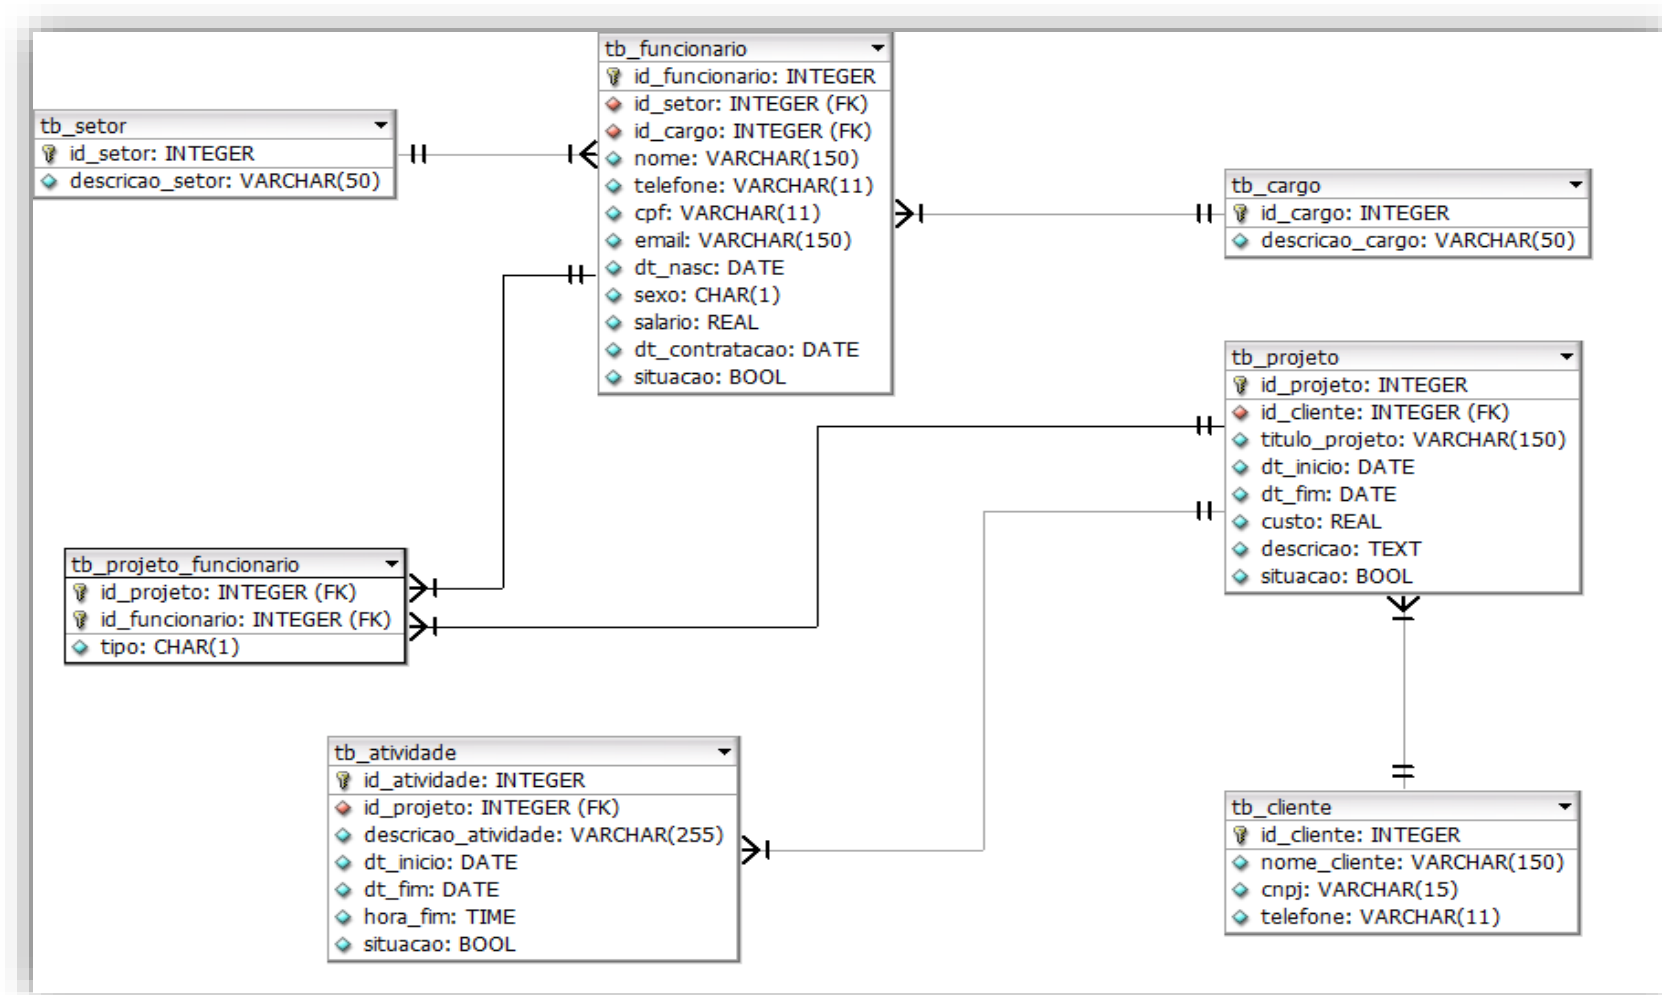 tb_funcionario
id_funcionario: INTEGER
id_setor: INTEGER (FK)
id_cargo: INTEGER (FK)
nome: VARCHAR(150)
telefone: VARCHAR(11)
cpf: VARCHAR(11)
email: VARCHAR(150)
dt_nasc: DATE
sexo: CHAR(1)
salario: REAL
dt_contratacao: DATE
situacao: BOOL
tb_setor
id_setor: INTEGER
descricao_setor: VARCHAR(50)
tb_cargo
id_cargo: INTEGER
descricao_cargo: VARCHAR(50)
tb_projeto
id_projeto: INTEGER
id_cliente: INTEGER (FK)
titulo_projeto: VARCHAR(150)
dt_inicio: DATE
dt_fim: DATE
custo: REAL
descricao: TEXT
situacao: BOOL
tb_projeto_funcionario
id_projeto: INTEGER (FK)
id_funcionario: INTEGER (FK)
tipo: CHAR(1)
tb_atividade
id_atividade: INTEGER
id_projeto: INTEGER (FK)
descricao_atividade: VARCHAR(255)
dt_inicio: DATE
dt_fim: DATE
hora_fim: TIME
situacao: BOOL
tb_cliente
id_cliente: INTEGER
nome_cliente: VARCHAR(150)
cnpj: VARCHAR(15)
telefone: VARCHAR(11)